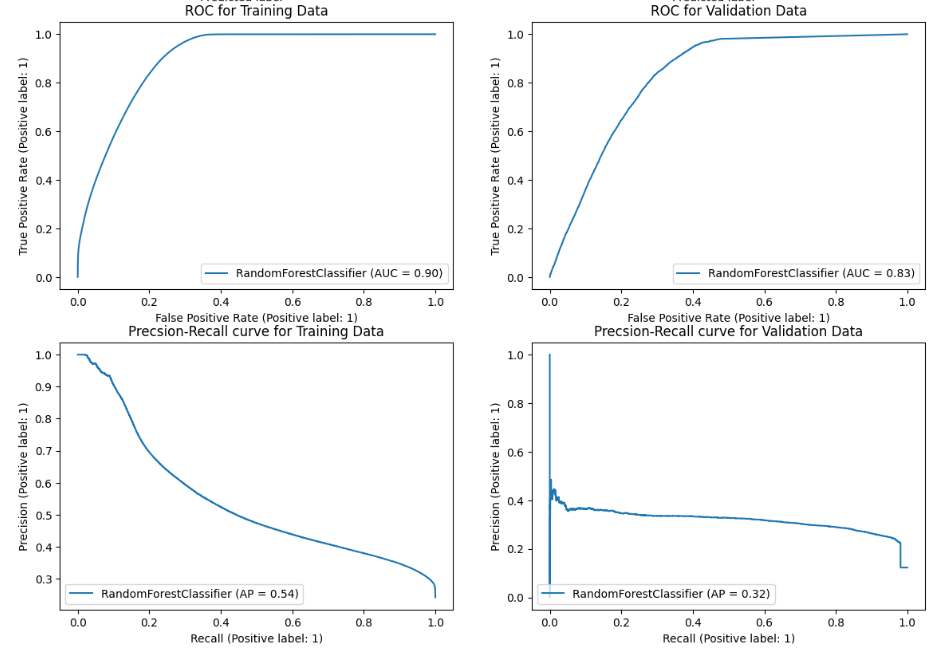 ROC for Training Data
1.0
0.8
0.6
0.4
0.2
0.0
True Positive Rate (Positive label: 1)
RandomForestClassifier (AUC = 0.90)
0.0 0.2 0.4 0.6 0.8 1.0
False Positive Rate (Positive label: 1)
ROC for Validation Data
1.0
0.8
0.6
0.4
0.2
0.0
True Positive Rate (Positive label: 1)
RandomForestClassifier (AUC = 0.83)
0.0 0.2 0.4 0.6 0.8 1.0
False Positive Rate (Positive label: 1)
Precsion-Recall curve for Training Data
1.0
0.9
0.8
0.7
0.6
0.5
0.4
0.3
Precision (Positive label: 1)
RandomForestClassifier (AP = 0.54)
0.0 0.2 0.4 0.6 0.8 1.0
Recall (Positive label: 1)
Precsion-Recall curve for Validation Data
1.0
0.8
0.6
0.4
0.2
0.0
Precision (Positive label: 1)
RandomForestClassifier (AP = 0.32)
0.0 0.2 0.4 0.6 0.8 1.0
Recall (Positive label: 1)